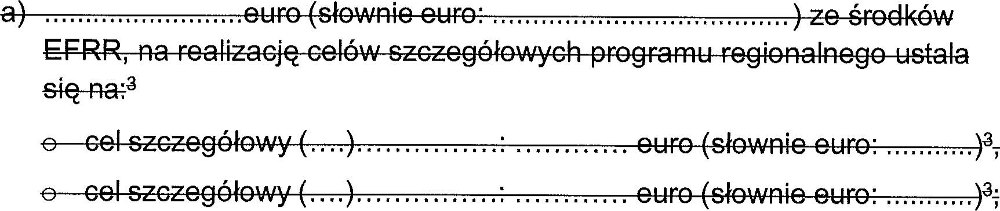 a) ......................euro (słownie euro: .................................) ze środków
EFRR, na realizację celów szczegółowych programu regionalnego ustala
się na:³
○ cel szczegółowy (....)................: ............ euro (słownie euro: ..........)³,
○ cel szczegółowy (....)................: ............ euro (słownie euro: ...........)³;